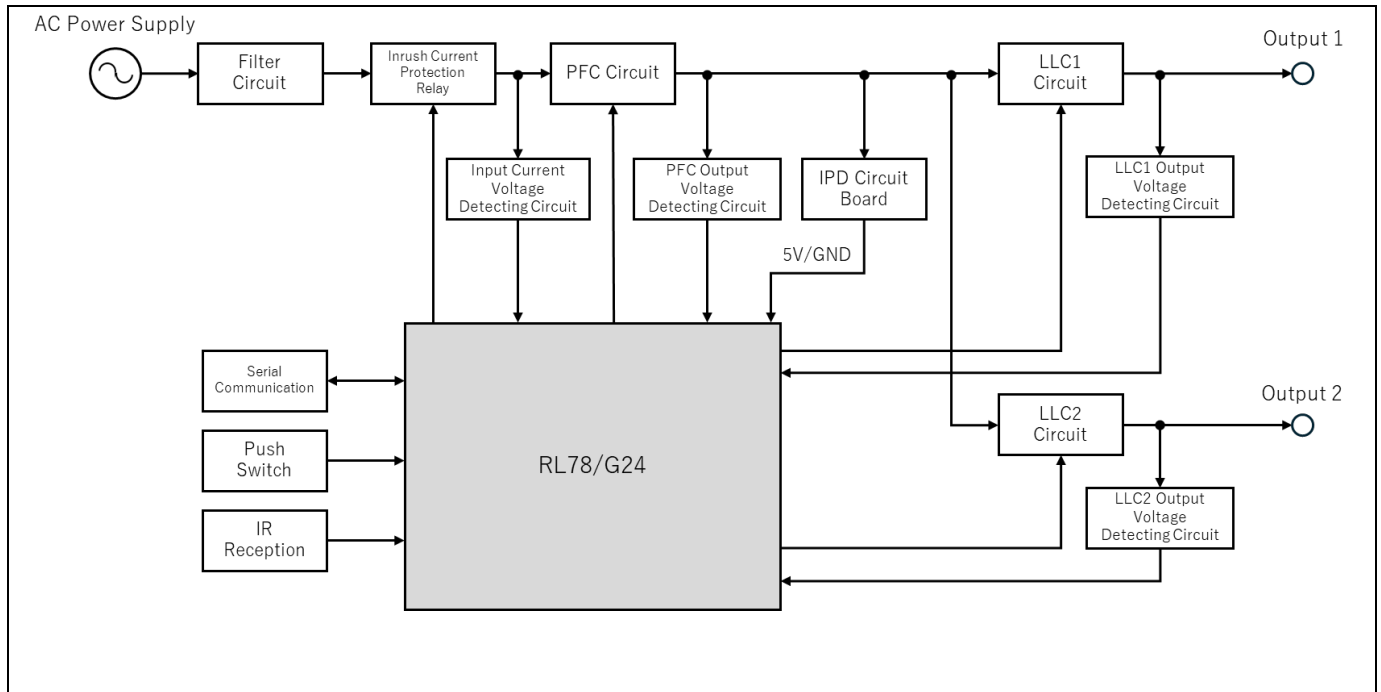 AC Power Supply
Filter
Circuit
Inrush Current
Protection
Relay
PFC Circuit
LLC1
Circuit
Output 1
Input Current
Voltage
Detecting Circuit
PFC Output
Voltage
Detecting Circuit
IPD Circuit
Board
LLC1 Output
Voltage
Detecting Circuit
5V/GND
Serial
Communication
Push
Switch
IR
Reception
RL78/G24
LLC2
Circuit
Output 2
LLC2 Output
Voltage
Detecting Circuit